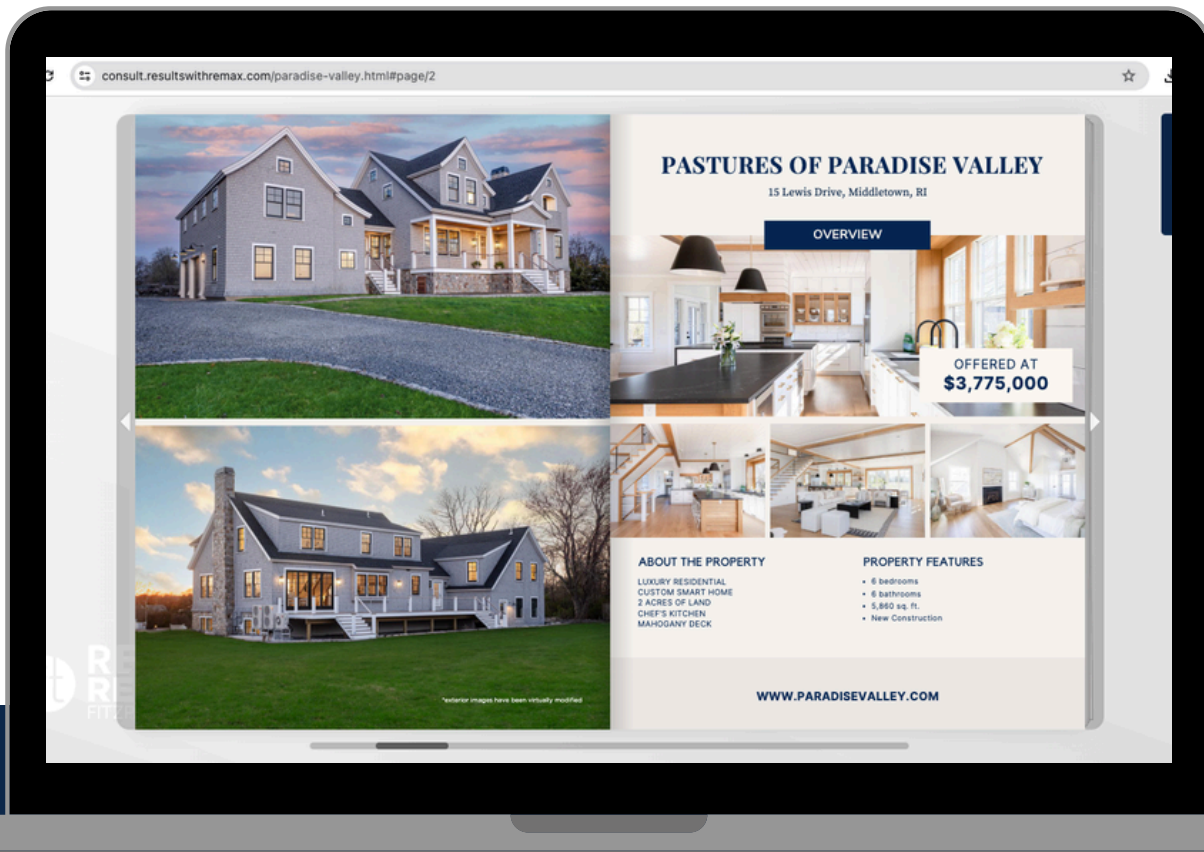 consult.resultswithremax.com/paradise-valley.html#page/2
PASTURES OF PARADISE VALLEY
15 Lewis Drive, Middletown, RI
OVERVIEW
OFFERED AT
$3,775,000
ABOUT THE PROPERTY
LUXURY RESIDENTIAL
CUSTOM SMART HOME
2 ACRES OF LAND
CHEF'S KITCHEN
MAHOGANY DECK
PROPERTY FEATURES
• 6 bedrooms
• 6 bathrooms
• 5,860 sq. ft.
• New Construction
*exterior images have been virtually modified
WWW.PARADISEVALLEY.COM